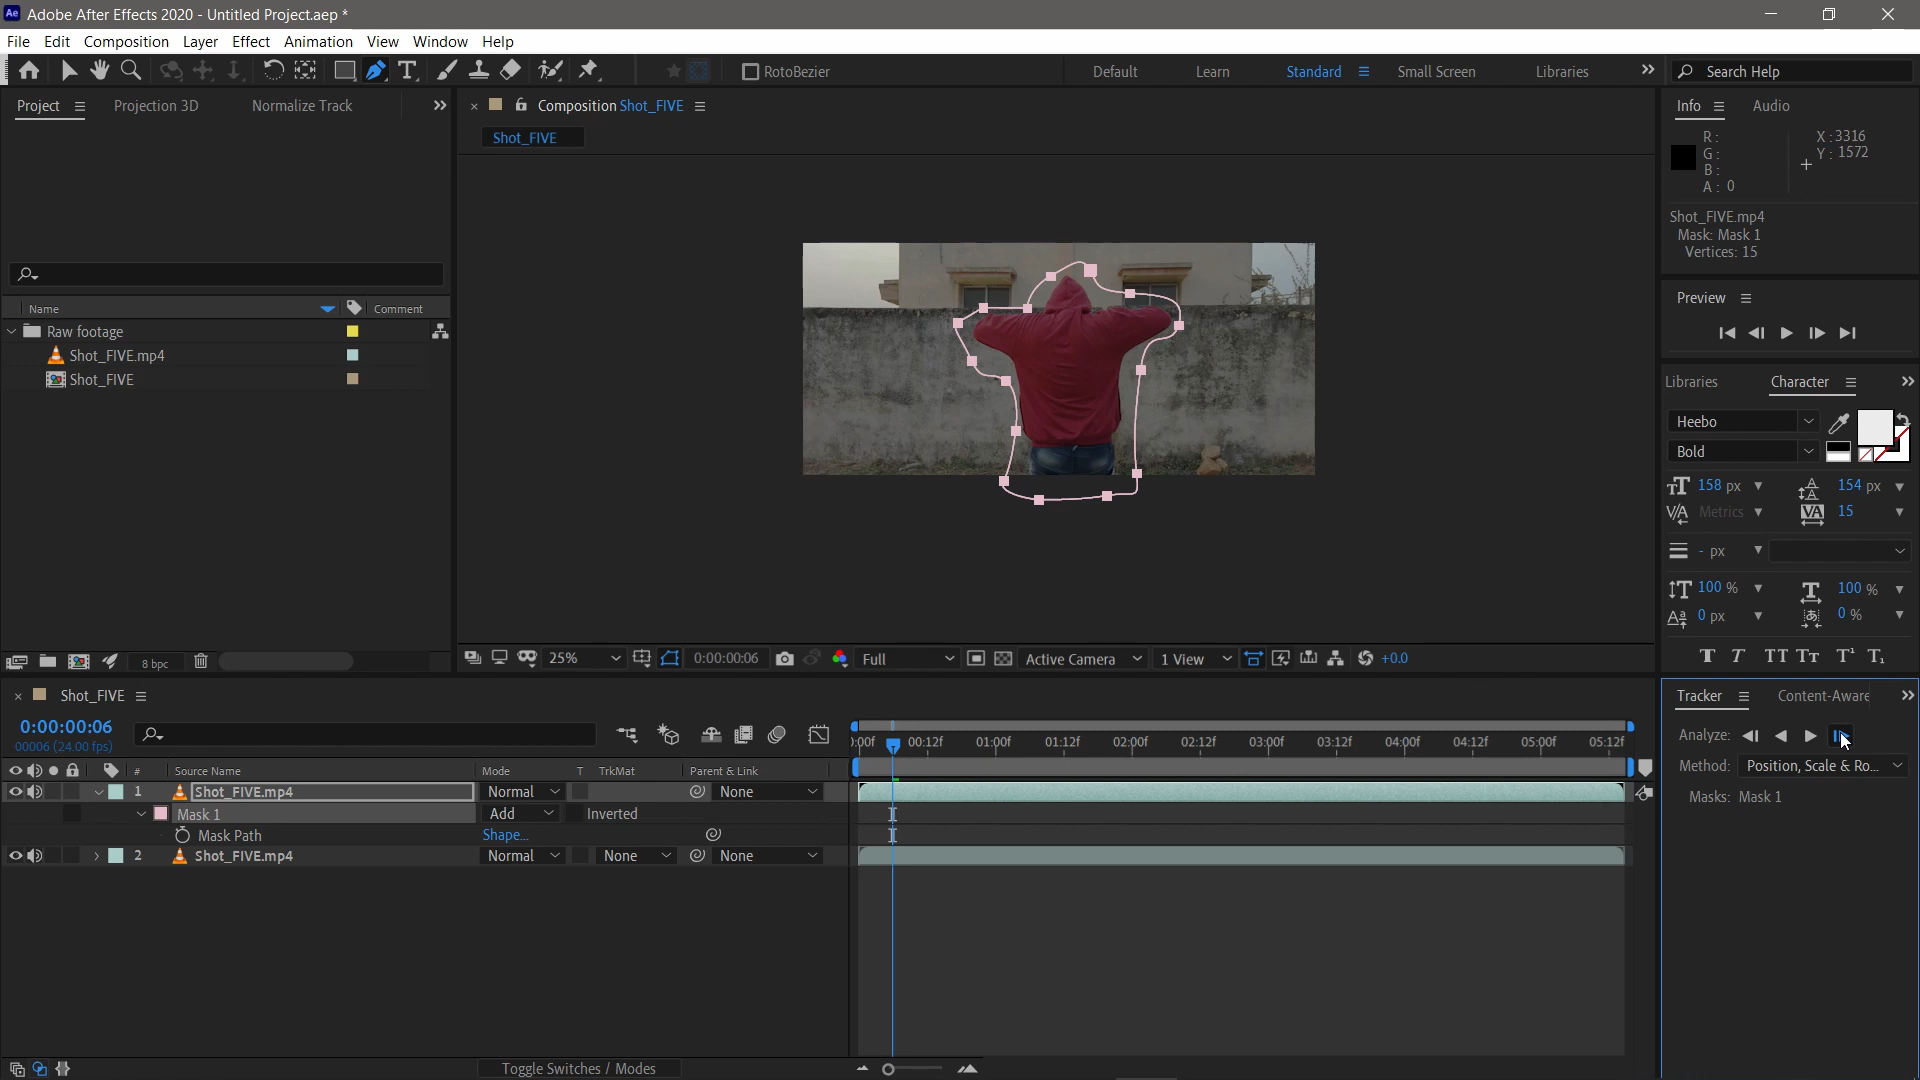 Adobe After Effects 2020 - Untitled Project.aep *
File Edit Composition Layer Effect Animation View Window Help
RotoBezier
Default Learn Standard Small Screen Libraries
Search Help
Project Projection 3D Normalize Track
Composition Shot_FIVE
Shot_FIVE
Info Audio
R :
G :
B :
A : 0
X : 3316
Y : 1572
Shot_FIVE.mp4
Mask: Mask 1
Vertices: 15
Name Comment
Raw footage
Shot_FIVE.mp4
Shot_FIVE
8 bpc
Preview
Libraries Character
Heebo
Bold
158 px 154 px
Metrics 15
- px
100 % 100 %
0 px 0 %
25% 0:00:00:06 Full Active Camera 1 View +0.0
Shot_FIVE
0:00:00:06
00006 (24.00 fps)
):00f 00:12f 01:00f 01:12f 02:00f 02:12f 03:00f 03:12f 04:00f 04:12f 05:00f 05:12f
# Source Name Mode T TrkMat Parent & Link
1 Shot_FIVE.mp4 Normal None
Mask 1 Add Inverted
Mask Path Shape...
2 Shot_FIVE.mp4 Normal None None
Toggle Switches / Modes
Tracker Content-Aware
Analyze:
Method: Position, Scale & Ro...
Masks: Mask 1